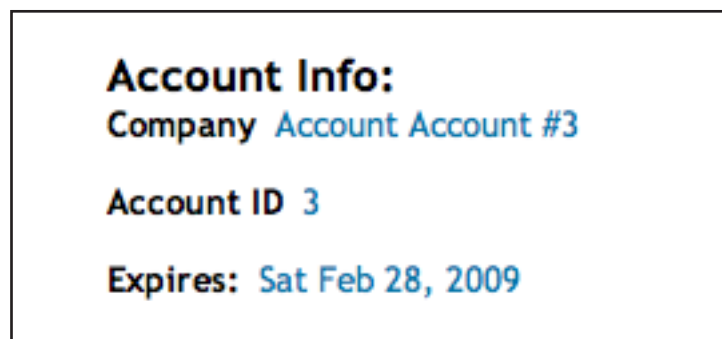 Account Info:
Company Account Account #3
Account ID 3
Expires: Sat Feb 28, 2009